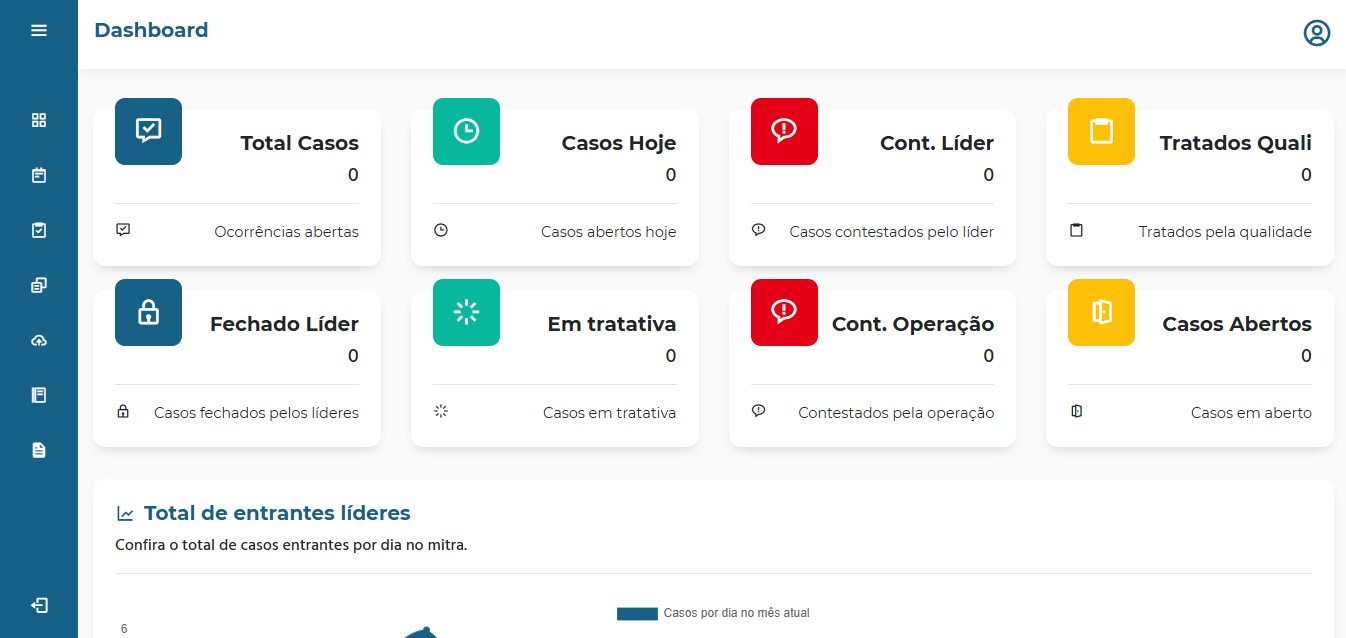 Dashboard
Total Casos
0
Ocorrências abertas
Casos Hoje
0
Casos abertos hoje
Cont. Líder
0
Casos contestados pelo líder
Tratados Quali
0
Tratados pela qualidade
Fechado Líder
0
Casos fechados pelos líderes
Em tratativa
0
Casos em tratativa
Cont. Operação
0
Contestados pela operação
Casos Abertos
0
Casos em aberto
Total de entrantes líderes
Confira o total de casos entrantes por dia no mitra.
Casos por dia no mês atual
6